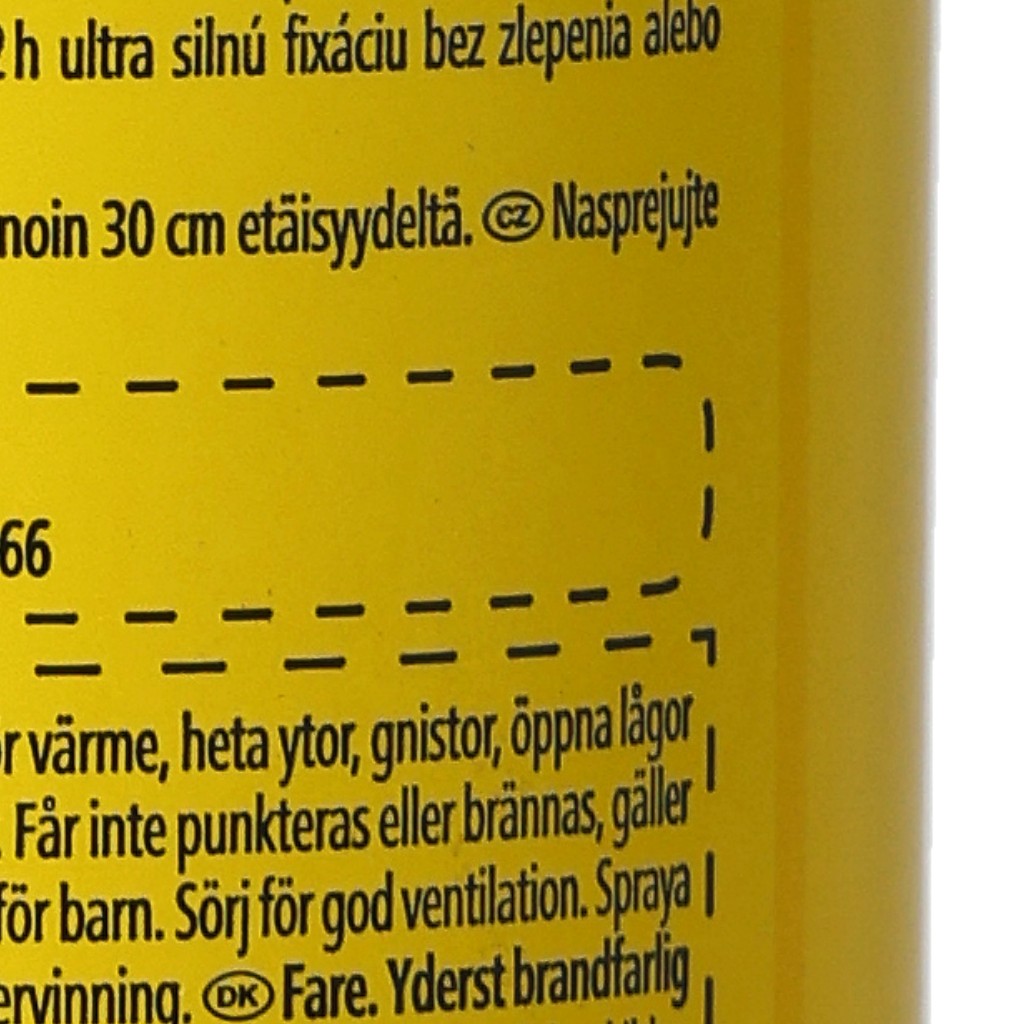 h ultra silnú fixáciu bez zlepenia alebo
noin 30 cm etäisyydeltä. CZ Nasprejujte
66
värme, heta ytor, gnistor, öppna lågor
Får inte punkteras eller brännas, gäller
för barn. Sörj för god ventilation. Spraya
ervinning. DK Fare. Yderst brandfarlig